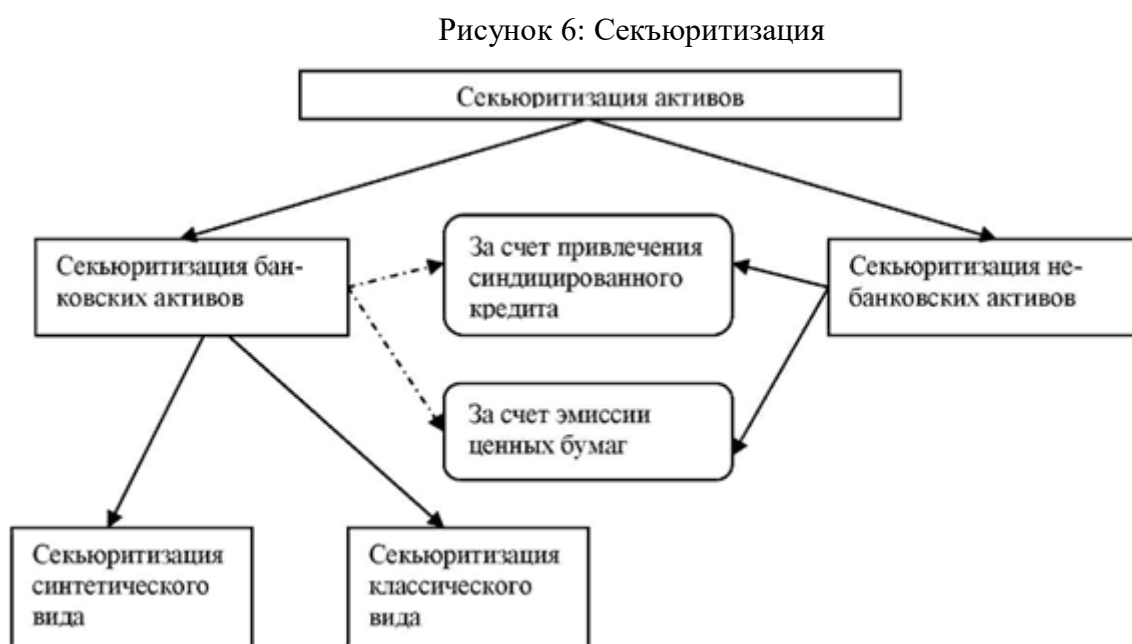 Рисунок 6: Секъюритизация
Секьюритизация активов
Секьюритизация бан-
ковских активов
За счет привлечения
синдицированного
кредита
Секьюритизация не-
банковских активов
За счет эмиссии
ценных бумаг
Секьюритизация
синтетического
вида
Секьюритизация
классического
вида